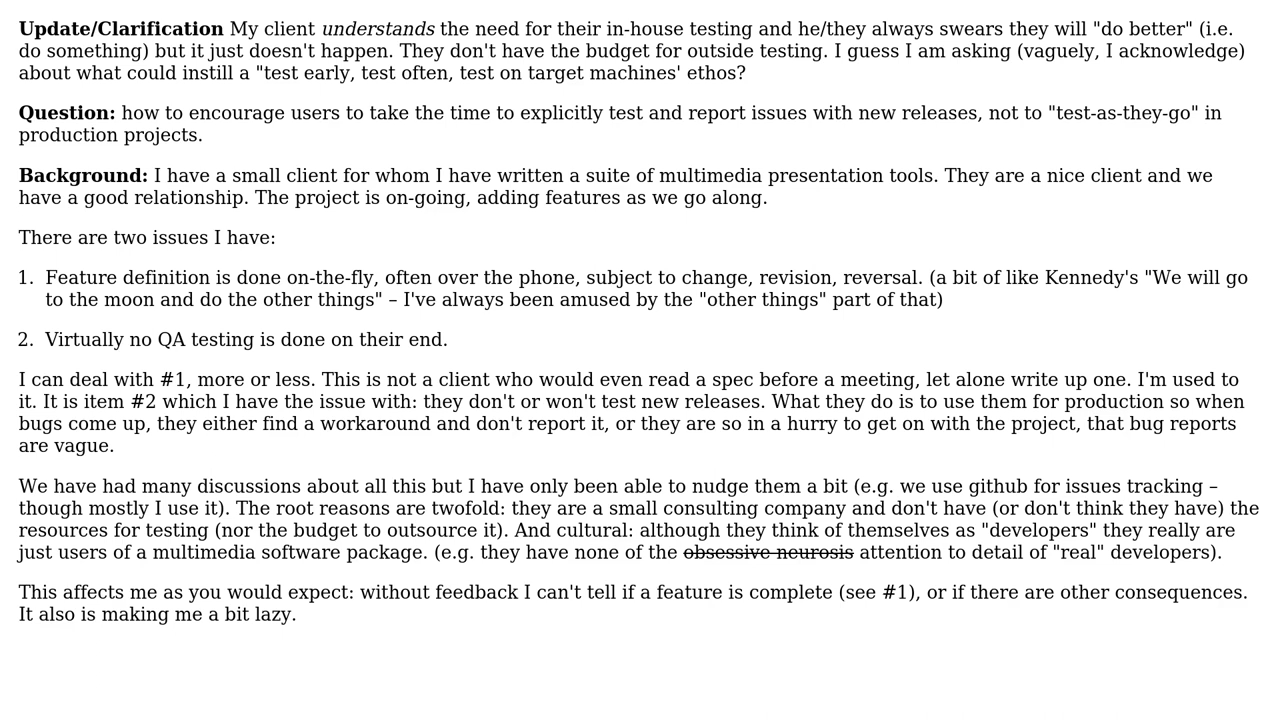 Update/Clarification My client understands the need for their in-house testing and he/they always swears they will "do better" (i.e.
do something) but it just doesn't happen. They don't have the budget for outside testing. I guess I am asking (vaguely, I acknowledge)
about what could instill a "test early, test often, test on target machines' ethos?
Question: how to encourage users to take the time to explicitly test and report issues with new releases, not to "test-as-they-go" in
production projects.
Background: I have a small client for whom I have written a suite of multimedia presentation tools. They are a nice client and we
have a good relationship. The project is on-going, adding features as we go along.
There are two issues I have:
1. Feature definition is done on-the-fly, often over the phone, subject to change, revision, reversal. (a bit of like Kennedy's "We will go
to the moon and do the other things" – I've always been amused by the "other things" part of that)
2. Virtually no QA testing is done on their end.
I can deal with #1, more or less. This is not a client who would even read a spec before a meeting, let alone write up one. I'm used to
it. It is item #2 which I have the issue with: they don't or won't test new releases. What they do is to use them for production so when
bugs come up, they either find a workaround and don't report it, or they are so in a hurry to get on with the project, that bug reports
are vague.
We have had many discussions about all this but I have only been able to nudge them a bit (e.g. we use github for issues tracking –
though mostly I use it). The root reasons are twofold: they are a small consulting company and don't have (or don't think they have) the
resources for testing (nor the budget to outsource it). And cultural: although they think of themselves as "developers" they really are
just users of a multimedia software package. (e.g. they have none of the obsessive neurosis attention to detail of "real" developers).
This affects me as you would expect: without feedback I can't tell if a feature is complete (see #1), or if there are other consequences.
It also is making me a bit lazy.